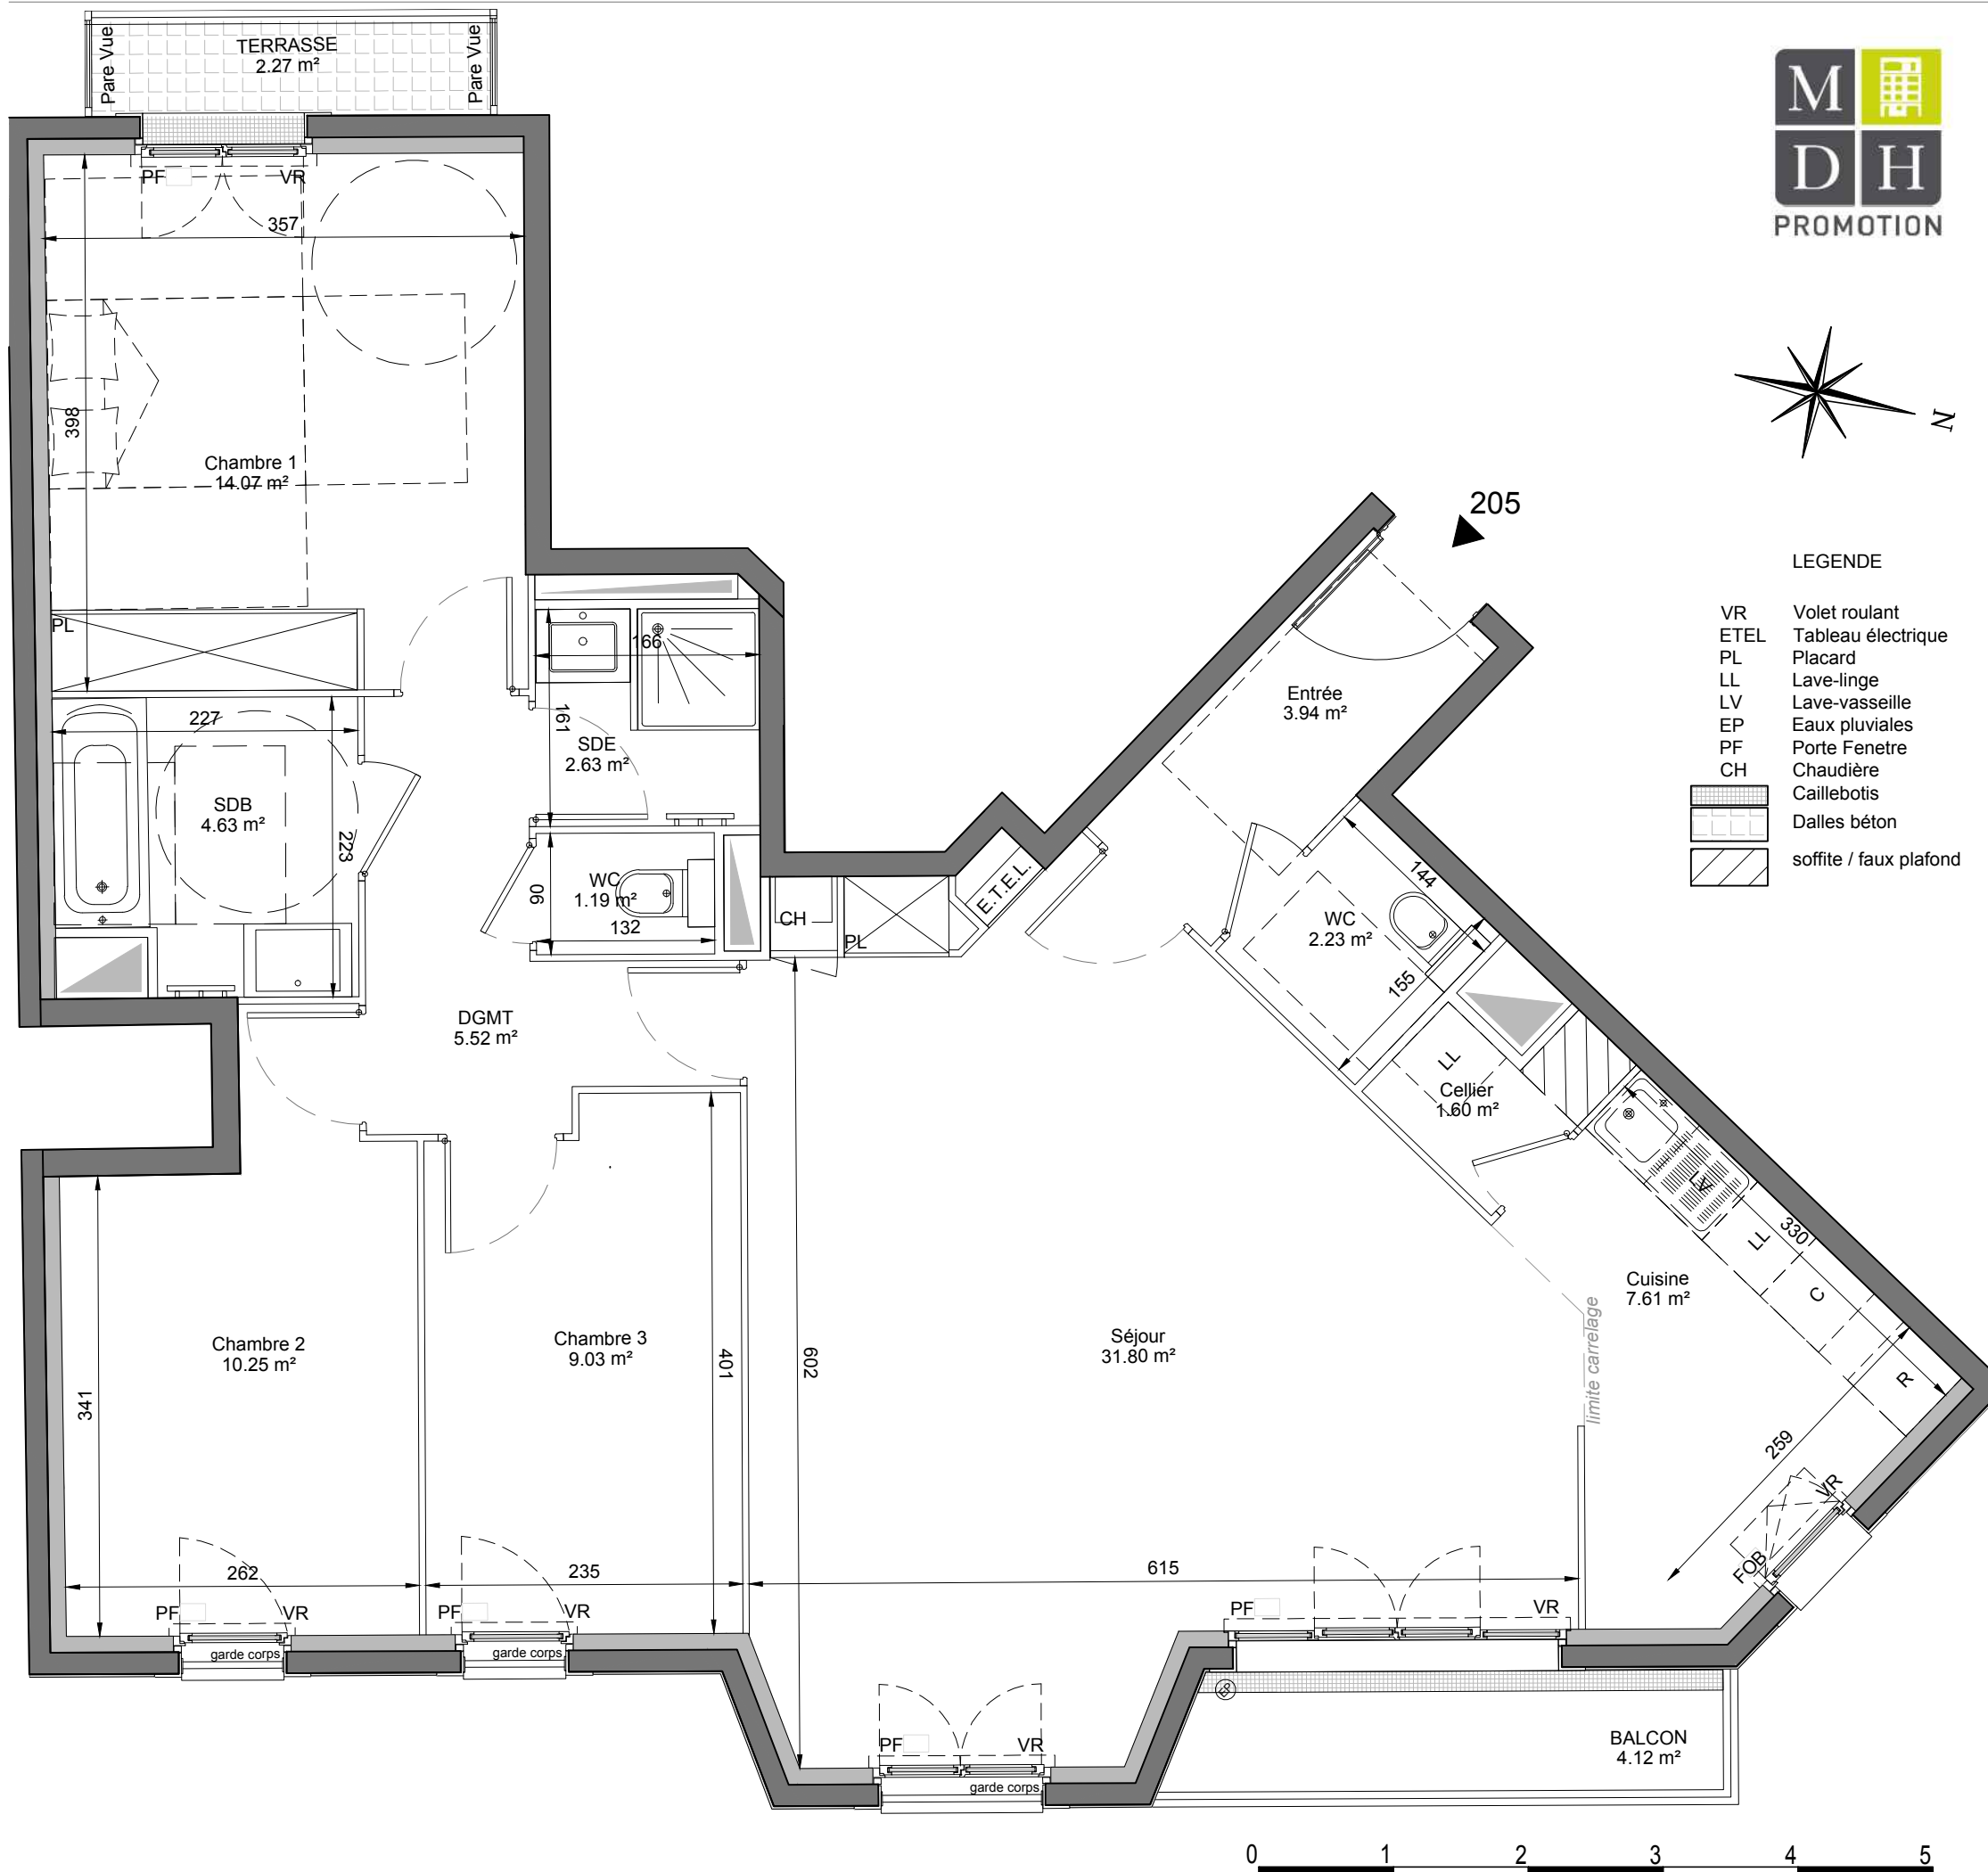 TERRASSE
2.27 m²
Pare Vue
Pare Vue
M
D H
PROMOTION
PF
VR
357
398
Chambre 1
14.07 m²
N
205
PL
166
161
SDE
2.63 m²
227
SDB
4.63 m²
223
Entrée
3.94 m²
LEGENDE
VR Volet roulant
ETEL Tableau électrique
PL Placard
LL Lave-linge
LV Lave-vasseille
EP Eaux pluviales
PF Porte Fenetre
CH Chaudière
Caillebotis
Dalles béton
soffite / faux plafond
WC
1.19 m²
90
132
CH
PL
E.T.E.L.
144
WC
2.23 m²
155
DGMT
5.52 m²
LL
Cellier
1.60 m²
LV
330
LL
C
R
Cuisine
7.61 m²
limite carrelage
259
VR
FOB
Chambre 2
10.25 m²
341
262
Chambre 3
9.03 m²
401
235
602
Séjour
31.80 m²
615
PF
VR
garde corps
PF
VR
garde corps
PF
VR
EP
PF
VR
garde corps
BALCON
4.12 m²
0 1 2 3 4 5